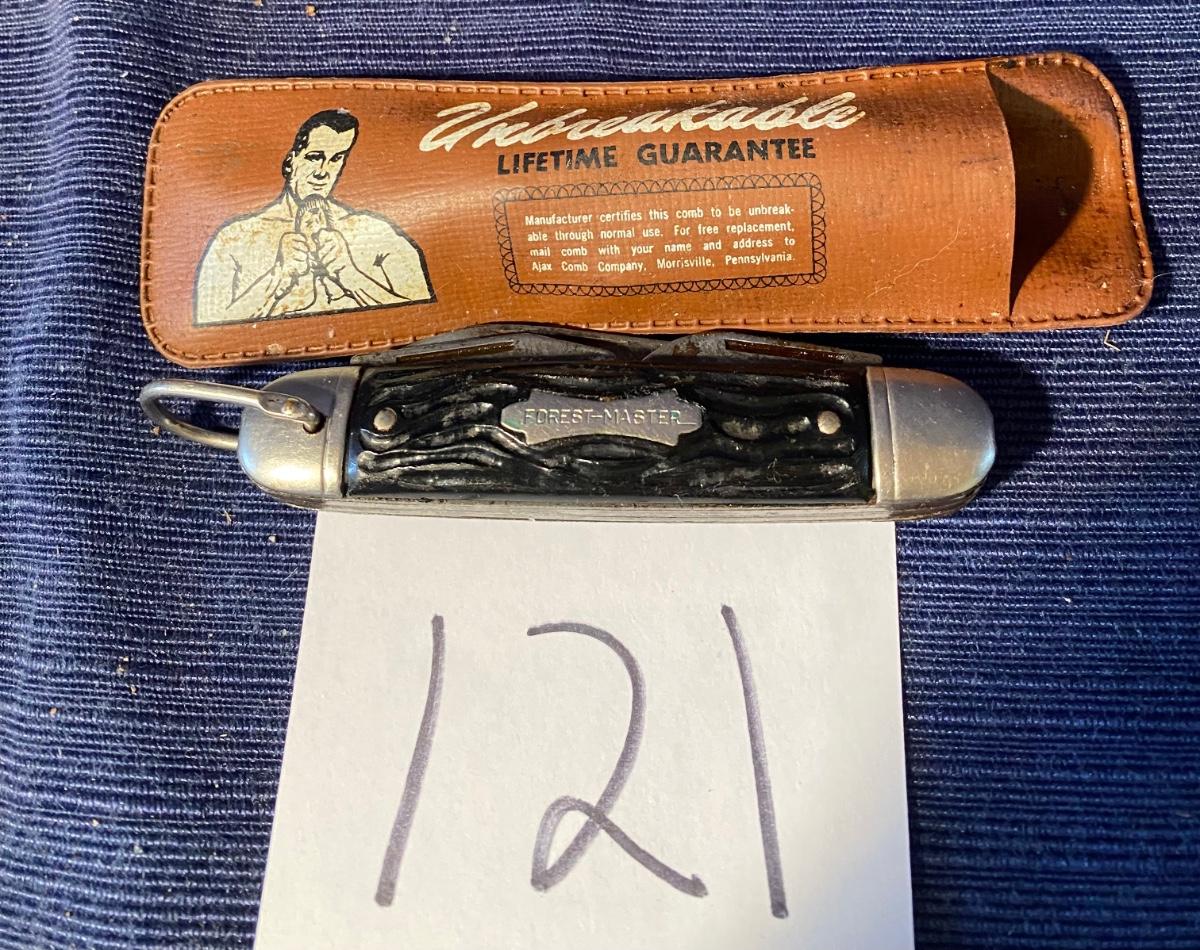 Unbreakable
LIFETIME GUARANTEE
Manufacturer certifies this comb to be unbreak-
able through normal use. For free replacement,
mail comb with your name and address to
Ajax Comb Company, Morrisville, Pennsylvania.
FOREST-MASTER
121